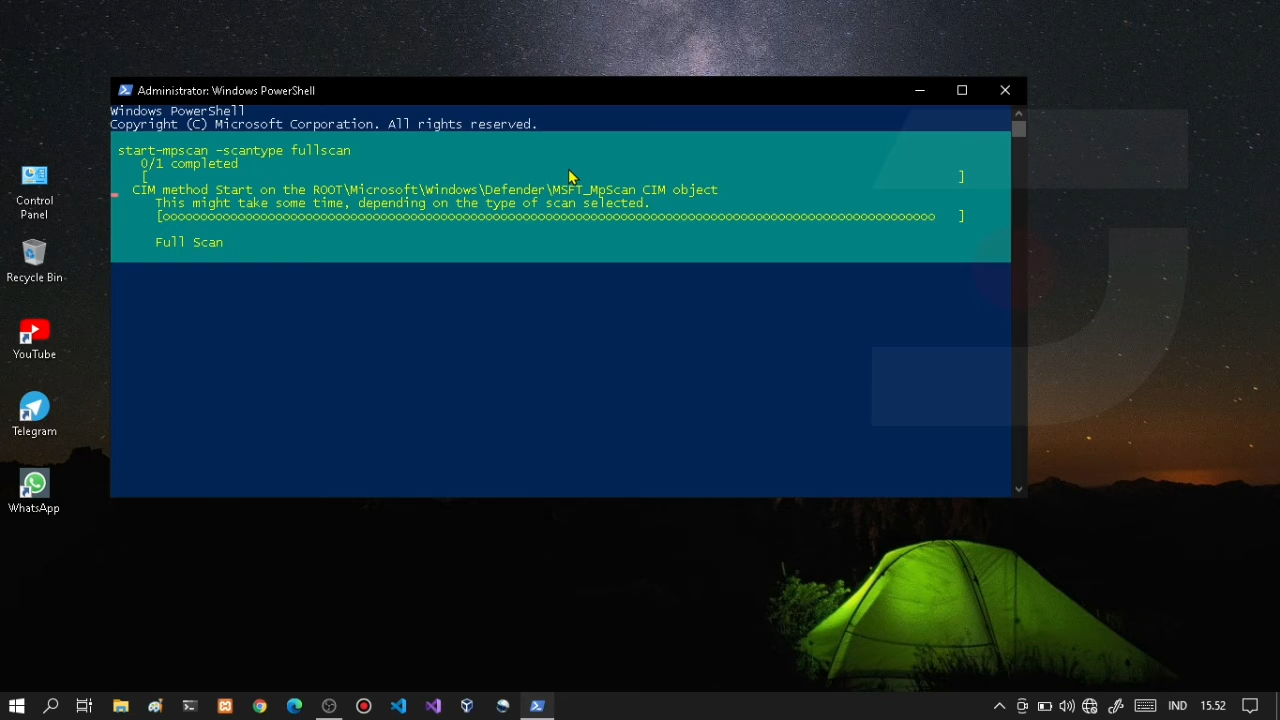 Administrator: Windows PowerShell
Windows PowerShell
Copyright (C) Microsoft Corporation. All rights reserved.
start-mpscan -scantype fullscan
0/1 completed
[ ]
CIM method Start on the ROOT\Microsoft\Windows\Defender\MSFT_MpScan CIM object
This might take some time, depending on the type of scan selected.
[ooooooooooooooooooooooooooooooooooooooooooooooooooooooooooooooooooooooooooooooooooooooooooooooooooooooo ]
Full Scan
Control
Panel
Recycle Bin
YouTube
Telegram
WhatsApp
IND
15.52